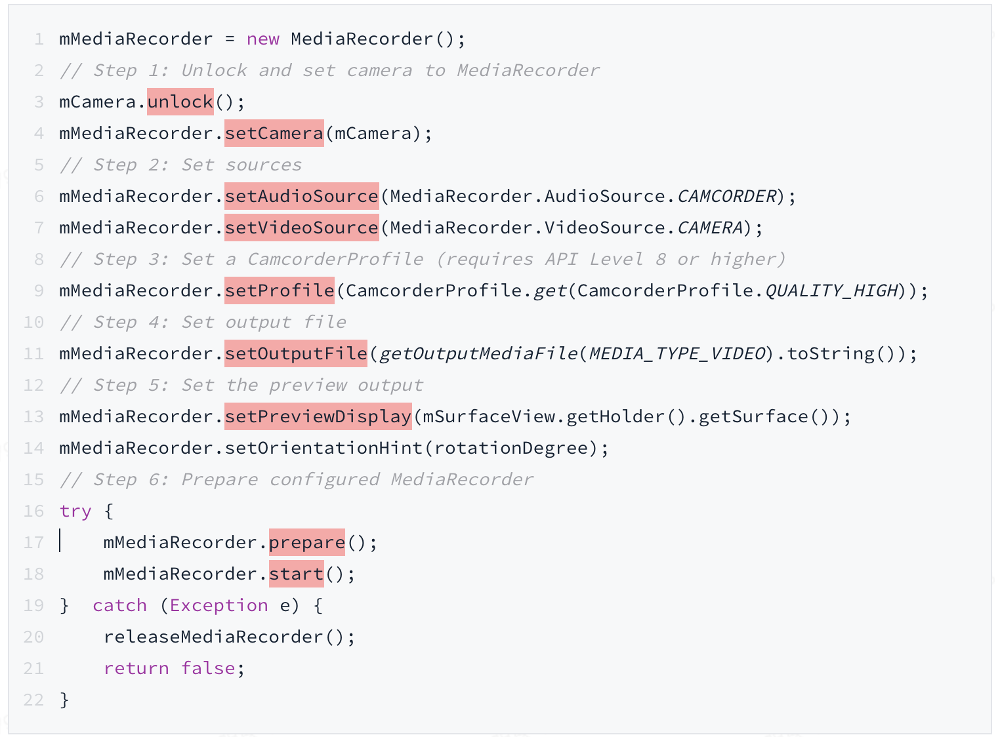 1 mMediaRecorder = new MediaRecorder();
2 // Step 1: Unlock and set camera to MediaRecorder
3 mCamera.unlock();
4 mMediaRecorder.setCamera(mCamera);
5 // Step 2: Set sources
6 mMediaRecorder.setAudioSource(MediaRecorder.AudioSource.CAMCORDER);
7 mMediaRecorder.setVideoSource(MediaRecorder.VideoSource.CAMERA);
8 // Step 3: Set a CamcorderProfile (requires API Level 8 or higher)
9 mMediaRecorder.setProfile(CamcorderProfile.get(CamcorderProfile.QUALITY_HIGH));
10 // Step 4: Set output file
11 mMediaRecorder.setOutputFile(getOutputMediaFile(MEDIA_TYPE_VIDEO).toString());
12 // Step 5: Set the preview output
13 mMediaRecorder.setPreviewDisplay(mSurfaceView.getHolder().getSurface());
14 mMediaRecorder.setOrientationHint(rotationDegree);
15 // Step 6: Prepare configured MediaRecorder
16 try {
17     mMediaRecorder.prepare();
18     mMediaRecorder.start();
19 }  catch (Exception e) {
20     releaseMediaRecorder();
21     return false;
22 }